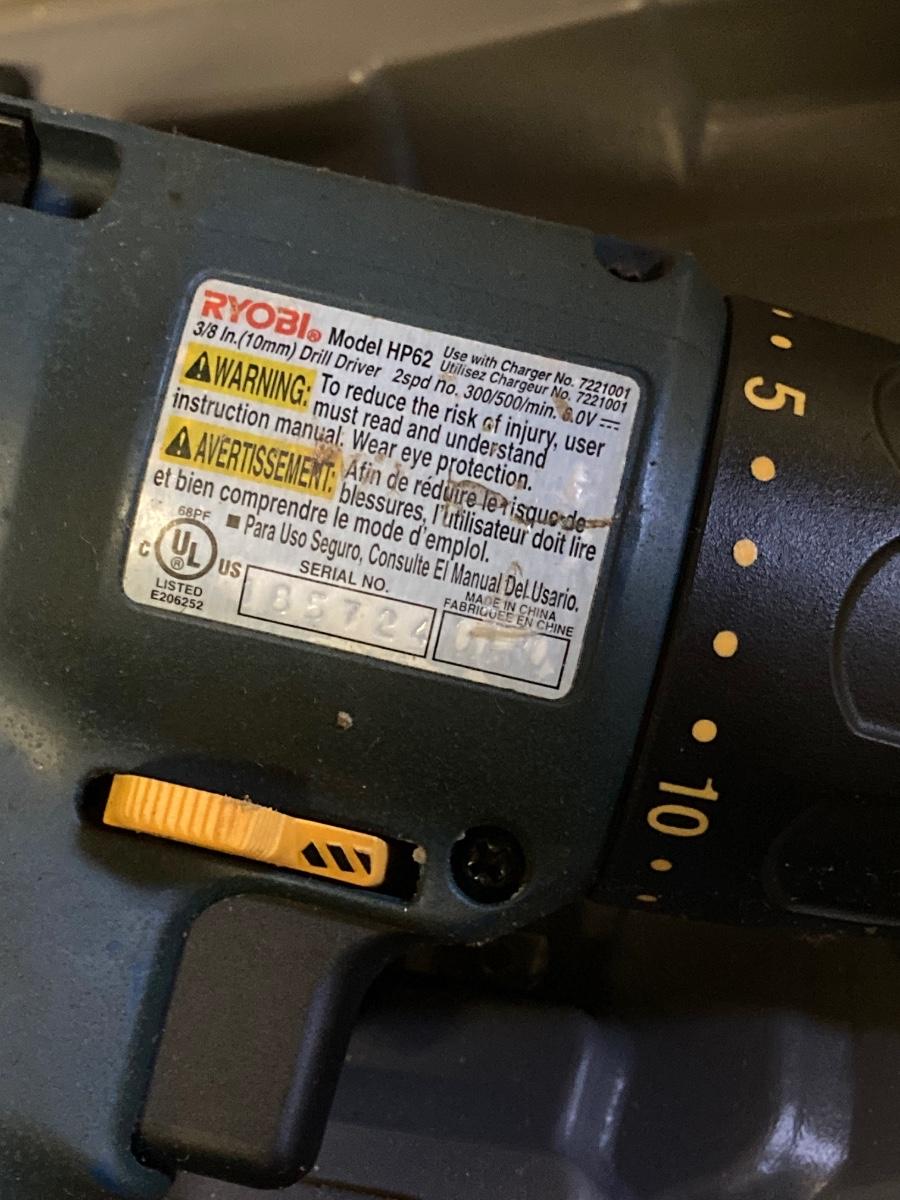 RYOBI® Model HP62 Use with Charger No. 7221001
Utilisez Chargeur No. 7221001
3/8 In.(10mm) Drill Driver 2spd no. 300/500/min. 6.0V
WARNING: To reduce the risk of injury, user
must read and understand
instruction manual. Wear eye protection.
AVERTISSEMENT: Afin de réduire le risque de
blessures, l'utilisateur doit lire
et bien comprendre le mode d'emploi.
■ Para Uso Seguro, Consulte El Manual Del Usario.
68PF
C UL® US
LISTED
E206252
SERIAL NO.
85724
MADE IN CHINA
FABRIQUÉE EN CHINE
5
10